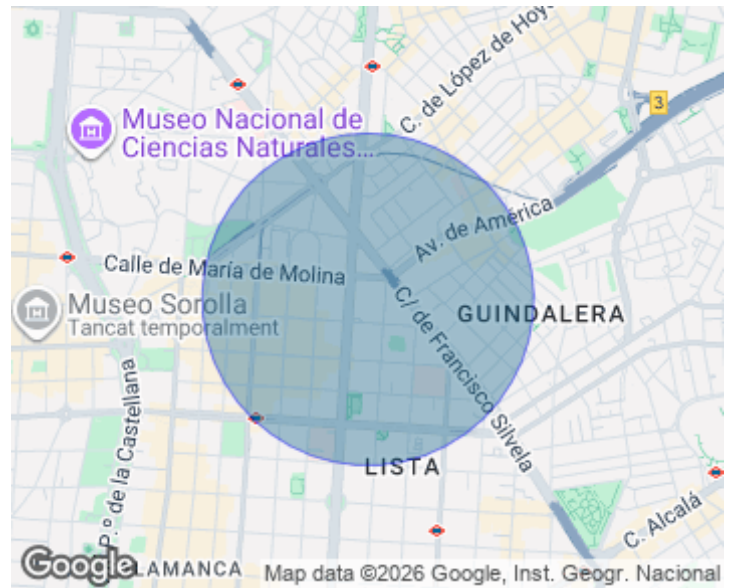 C. de López de Hoyo
3
Museo Nacional de
Ciencias Naturales...
Av. de América
Calle de María de Molina
Museo Sorolla
Tancat temporalment
C/ de Francisco Silvela
GUINDALERA
P.º de la Castellana
LISTA
C. Alcalá
Google
LAMANCA
Map data ©2026 Google, Inst. Geogr. Nacional